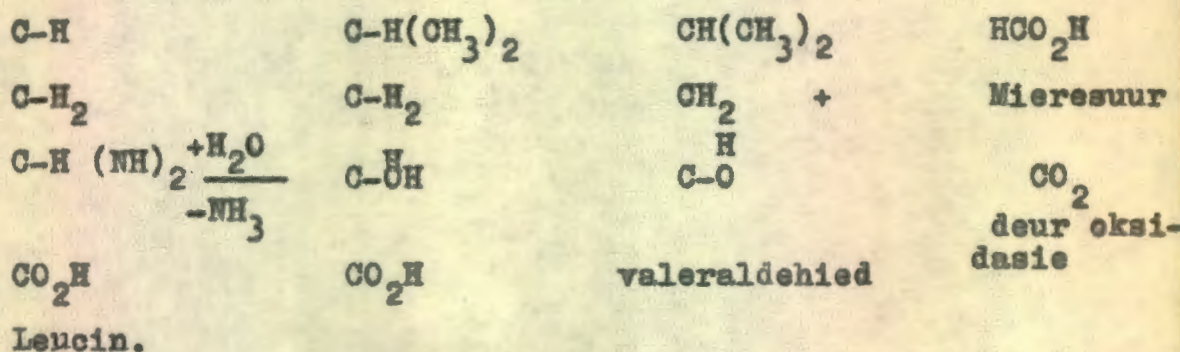 C-H C-H(CH3)2 CH(CH3)2 HCO2H
C-H2 C-H2 CH2 + Mieresuur
C-H (NH)2 +H2O C-OH H C-O H CO2
-NH3 deur oksi-
CO2H CO2H valeraldehied dasie
Leucin.